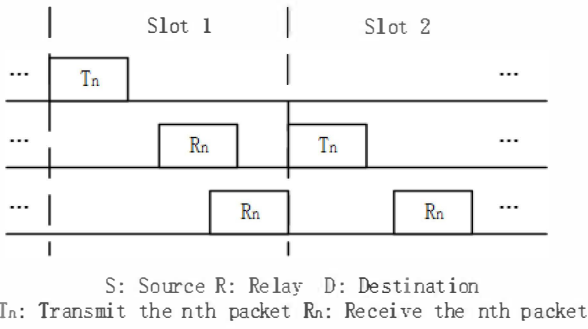 Slot 1 Slot 2
... Tn ...
... Rn Tn ...
... Rn Rn ...
S: Source R: Relay D: Destination
Tn: Transmit the nth packet Rn: Receive the nth packet